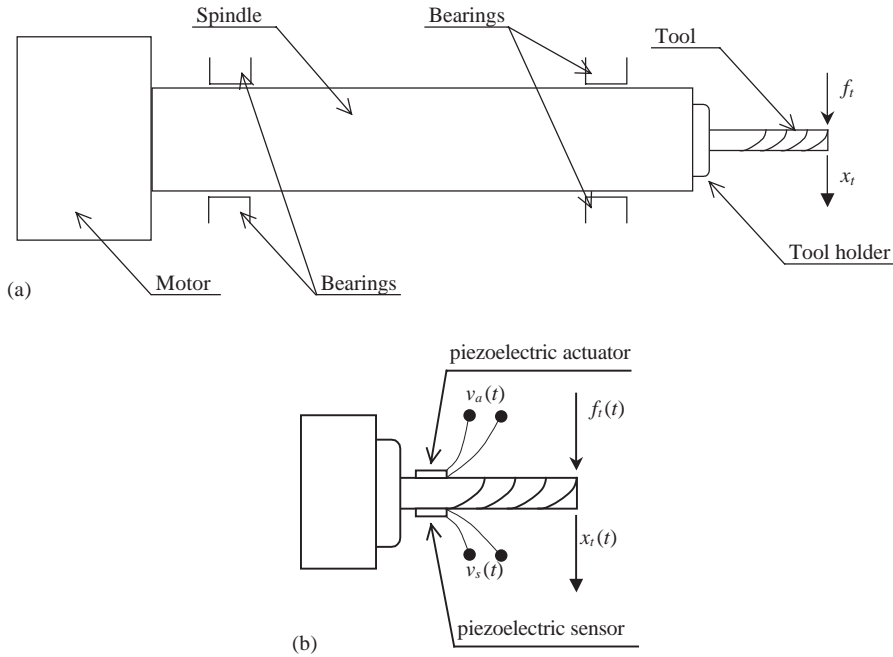 Spindle
Bearings
Tool
f_t
x_t
Tool holder
Motor
Bearings
(a)
piezoelectric actuator
v_a(t)
f_t(t)
x_t(t)
v_s(t)
piezoelectric sensor
(b)